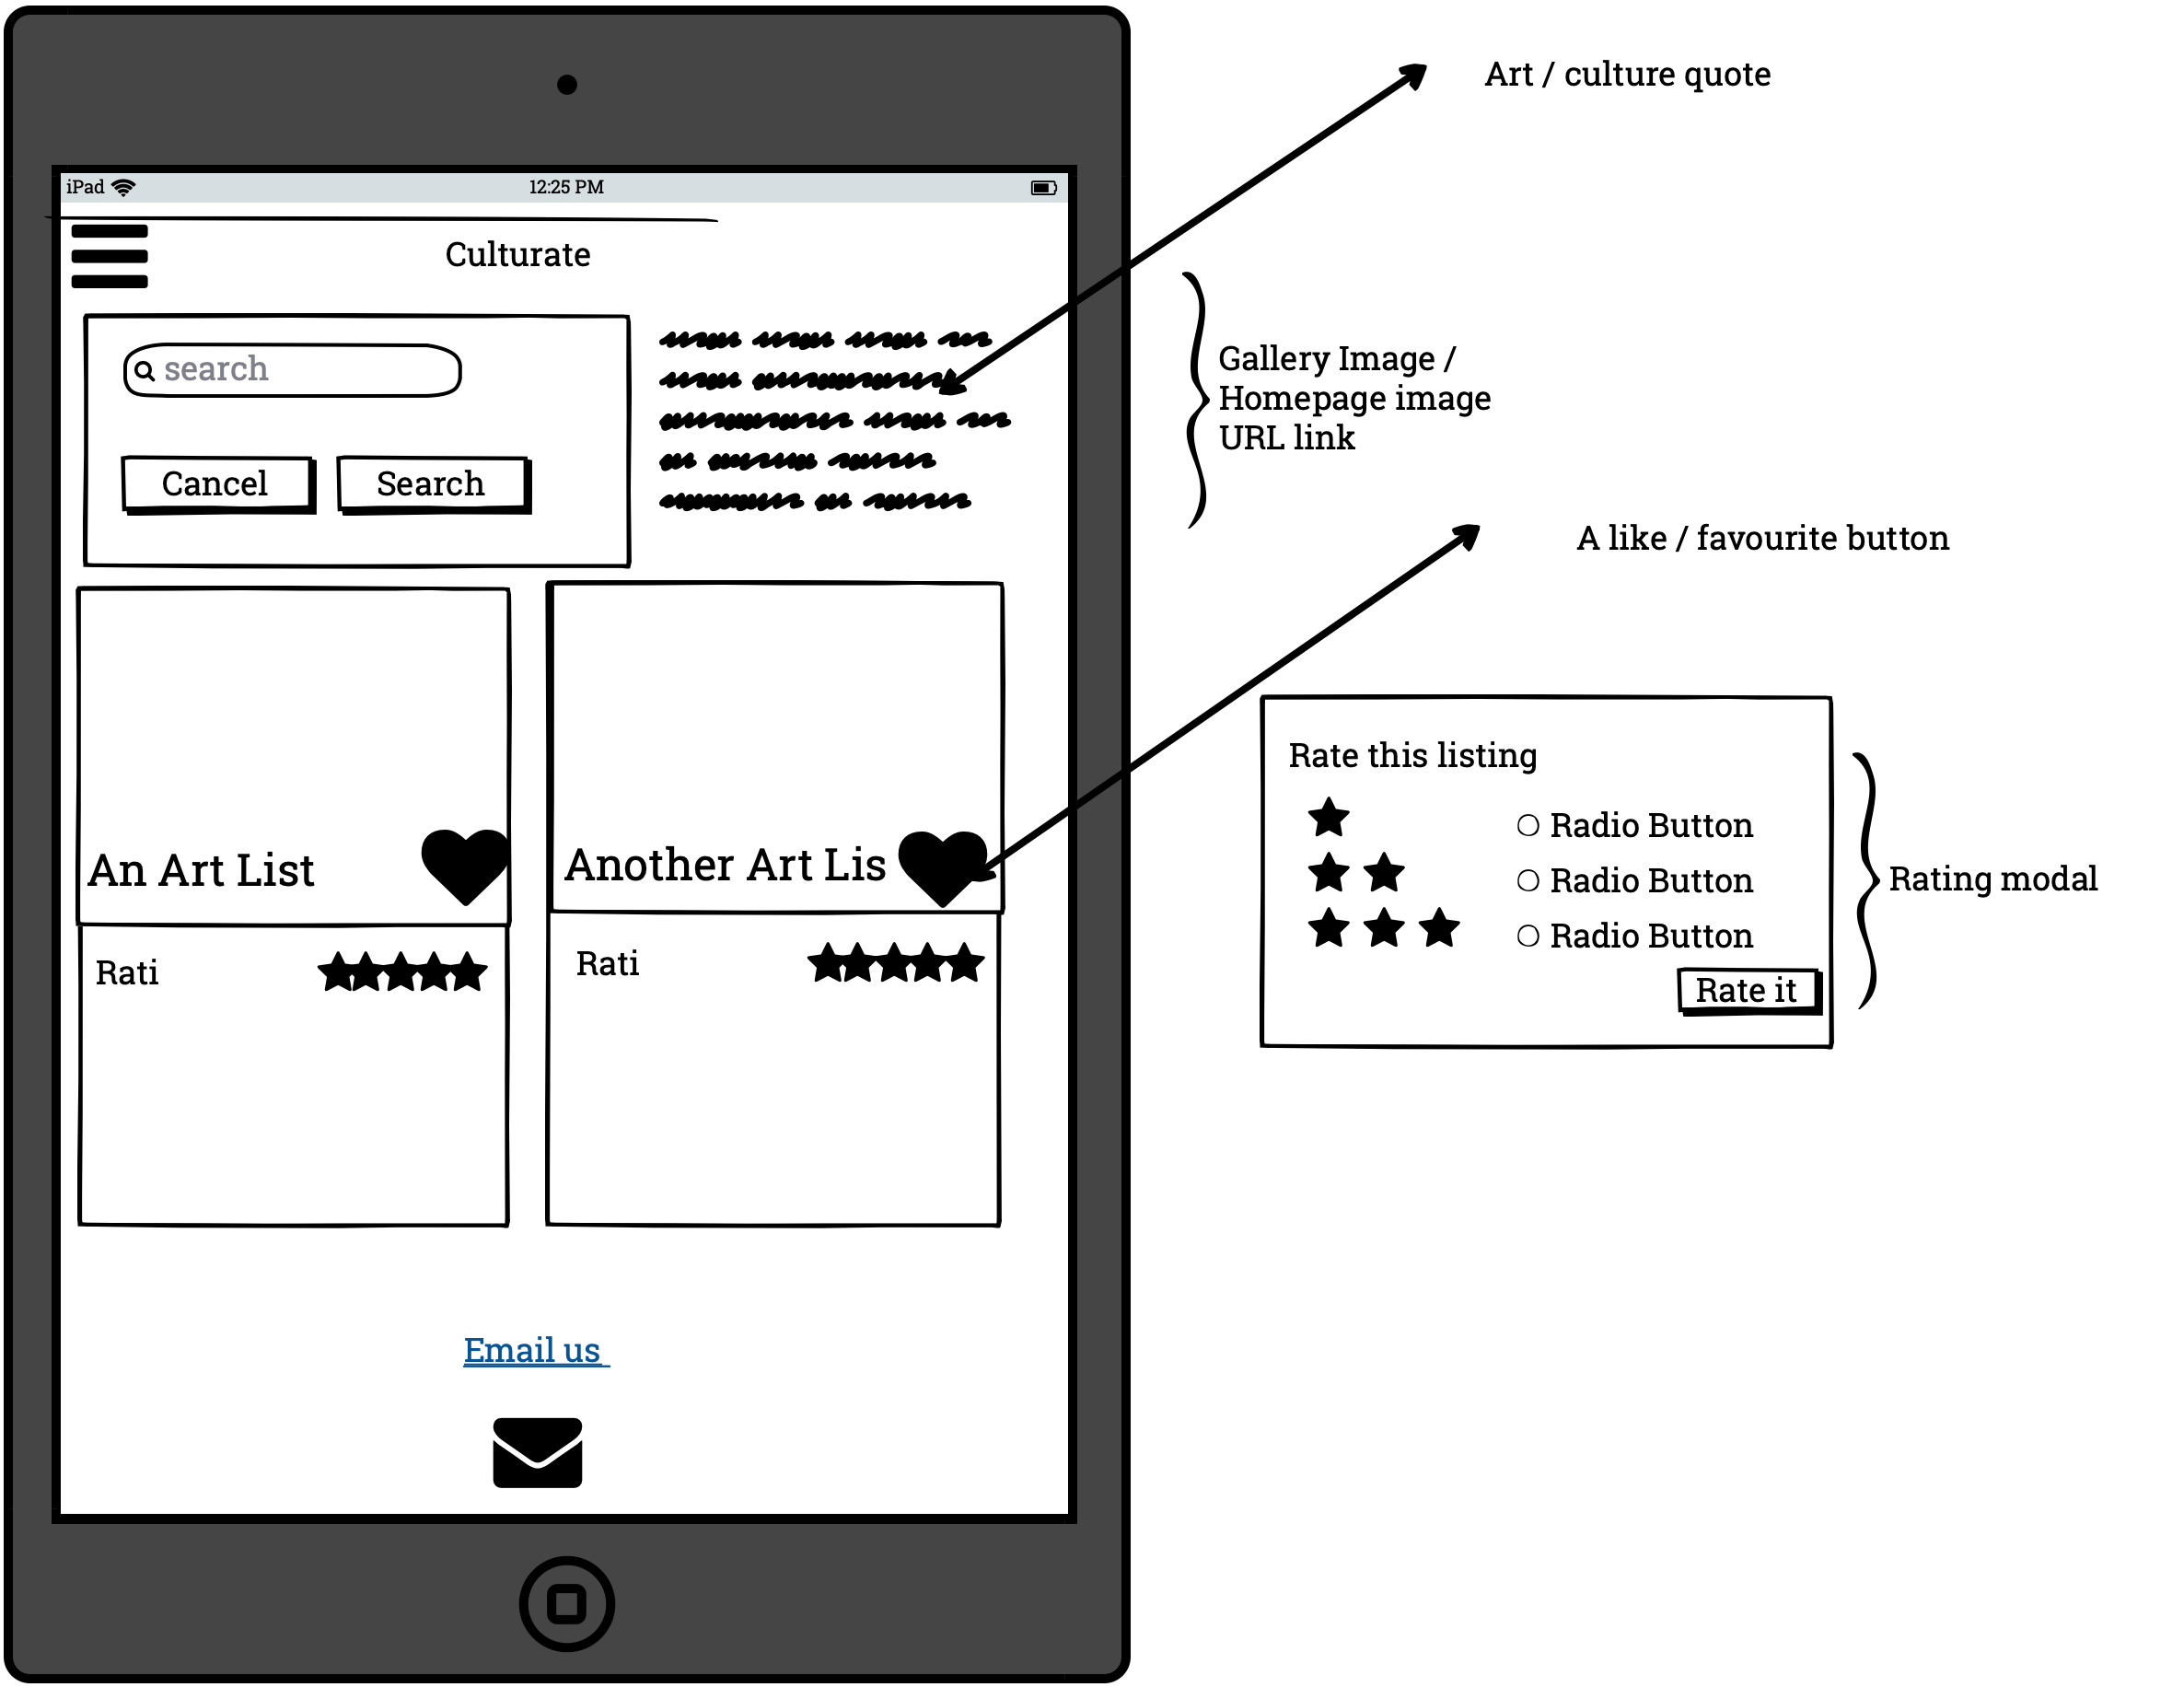 iPad
12:25 PM
Culturate
search
Cancel
Search
An Art List
Another Art Lis
Rati
Rati
Email us
Art / culture quote
Gallery Image /
Homepage image
URL link
A like / favourite button
Rate this listing
Radio Button
Radio Button
Radio Button
Rate it
Rating modal